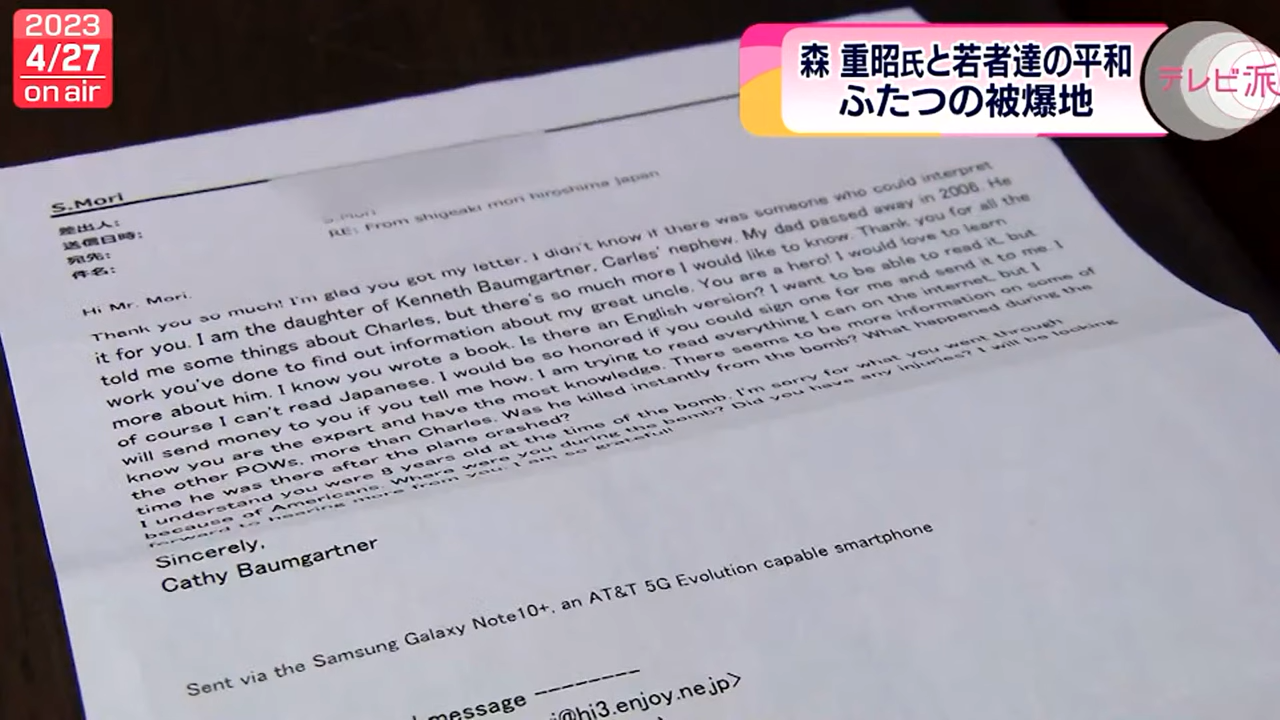 2023
4/27
on air
森 重昭氏と若者達の平和
ふたつの被爆地
テレビ派
S.Mori
差出人:
送信日時:
宛先: S.Mori
件名: RE: From shigeaki mori hiroshima japan
Hi Mr. Mori.
Thank you so much! I'm glad you got my letter. I didn't know if there was someone who could interpret
it for you. I am the daughter of Kenneth Baumgartner, Carles' nephew. My dad passed away in 2006. He
told me some things about Charles, but there's so much more I would like to know. Thank you for all the
work you've done to find out information about my great uncle. You are a hero! I would love to learn
more about him. I know you wrote a book. Is there an English version? I want to be able to read it, but
of course I can't read Japanese. I would be so honored if you could sign one for me and send it to me. I
will send money to you if you tell me how. I am trying to read everything I can on the internet, but I
know you are the expert and have the most knowledge. There seems to be more information on some of
the other POWs, more than Charles. Was he killed instantly from the bomb? What happened during the
time he was there after the plane crashed?
I understand you were 8 years old at the time of the bomb. I'm sorry for what you went through
because of Americans. Where were you during the bomb? Did you have any injuries? I will be looking
forward to hearing more from you. I am so grateful!
Sincerely,
Cathy Baumgartner
Sent via the Samsung Galaxy Note10+, an AT&T 5G Evolution capable smartphone
message --------
@hi3.enjoy.ne.jp>